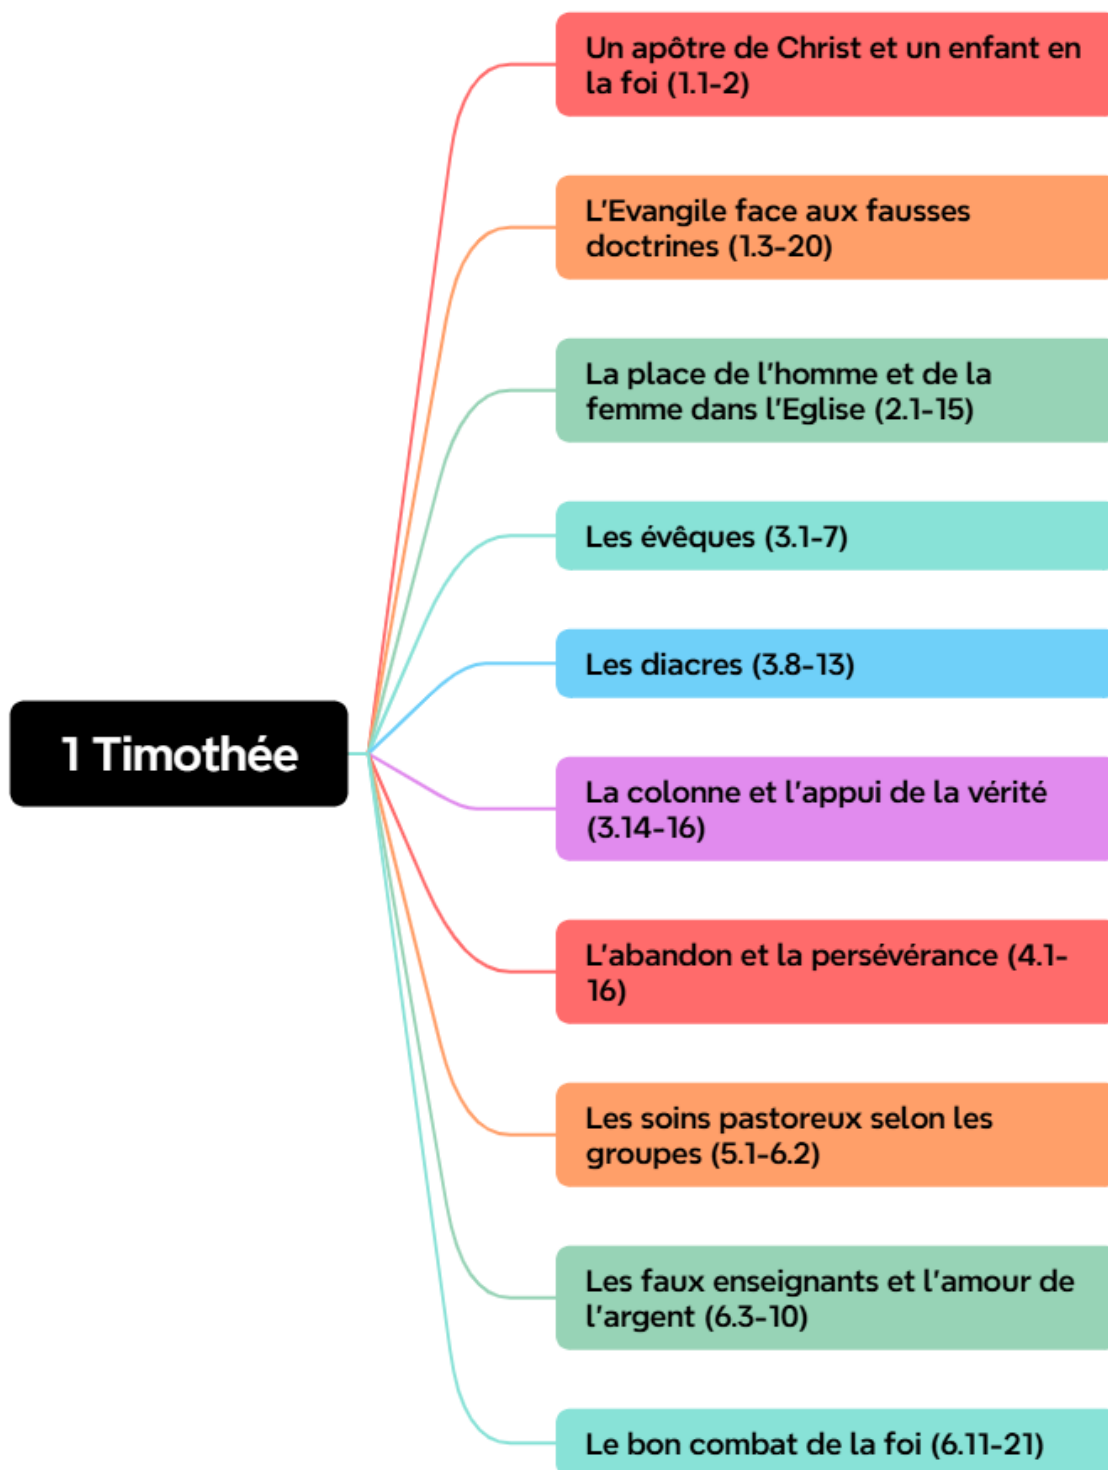 Un apôtre de Christ et un enfant en
la foi (1.1-2)
L'Evangile face aux fausses
doctrines (1.3-20)
La place de l'homme et de la
femme dans l'Eglise (2.1-15)
Les évêques (3.1-7)
Les diacres (3.8-13)
1 Timothée
La colonne et l'appui de la vérité
(3.14-16)
L'abandon et la persévérance (4.1-
16)
Les soins pastoreux selon les
groupes (5.1-6.2)
Les faux enseignants et l'amour de
l'argent (6.3-10)
Le bon combat de la foi (6.11-21)